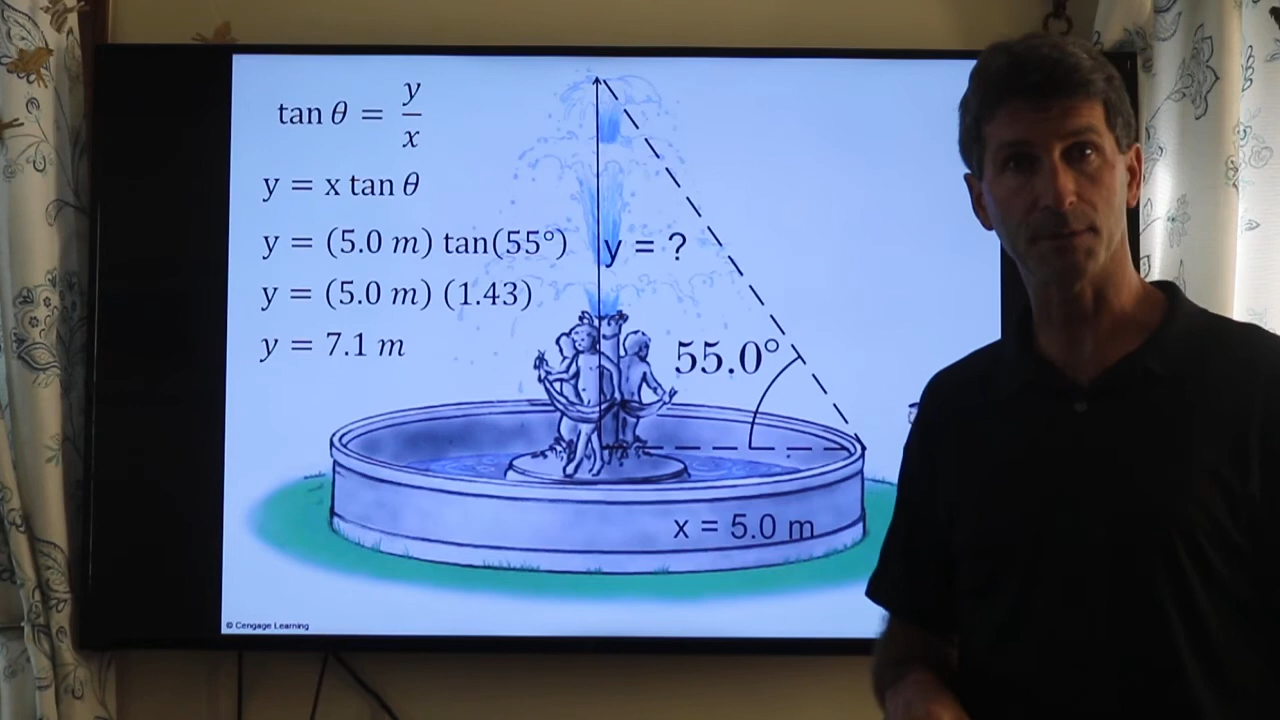 tan θ = y/x
y = x tan θ
y = (5.0 m) tan(55°)
y = ?
y = (5.0 m) (1.43)
y = 7.1 m
55.0°
x = 5.0 m
© Cengage Learning